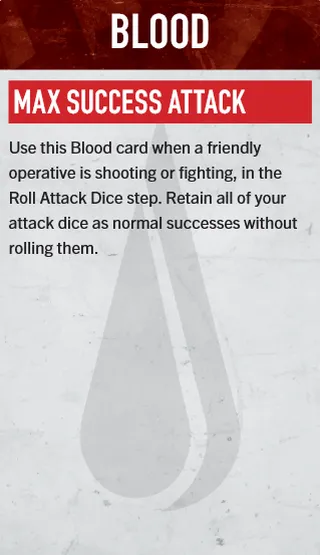 BLOOD
MAX SUCCESS ATTACK
Use this Blood card when a friendly
operative is shooting or fighting, in the
Roll Attack Dice step. Retain all of your
attack dice as normal successes without
rolling them.